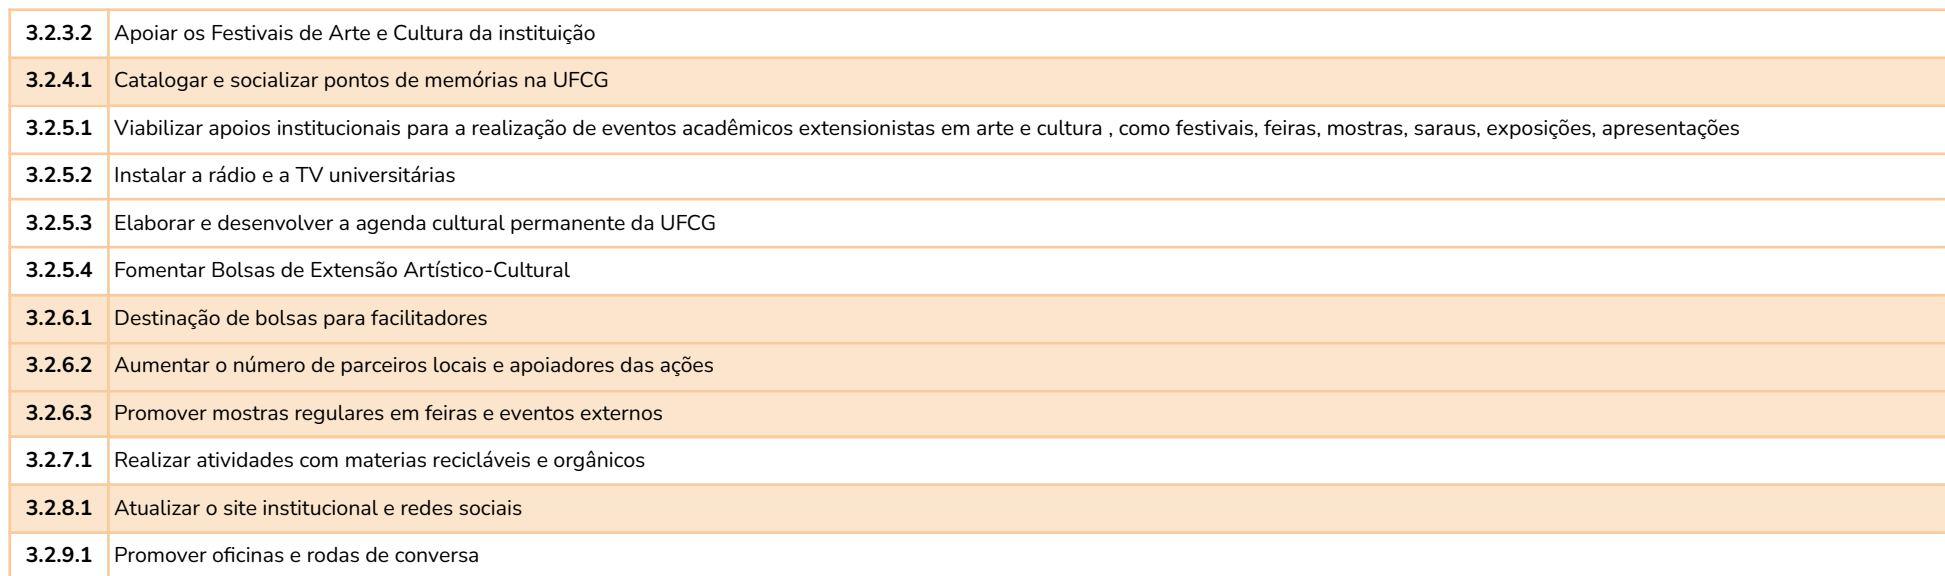 3.2.3.2 Apoiar os Festivais de Arte e Cultura da instituição
3.2.4.1 Catalogar e socializar pontos de memórias na UFCG
3.2.5.1 Viabilizar apoios institucionais para a realização de eventos acadêmicos extensionistas em arte e cultura , como festivais, feiras, mostras, saraus, exposições, apresentações
3.2.5.2 Instalar a rádio e a TV universitárias
3.2.5.3 Elaborar e desenvolver a agenda cultural permanente da UFCG
3.2.5.4 Fomentar Bolsas de Extensão Artístico-Cultural
3.2.6.1 Destinação de bolsas para facilitadores
3.2.6.2 Aumentar o número de parceiros locais e apoiadores das ações
3.2.6.3 Promover mostras regulares em feiras e eventos externos
3.2.7.1 Realizar atividades com materias recicláveis e orgânicos
3.2.8.1 Atualizar o site institucional e redes sociais
3.2.9.1 Promover oficinas e rodas de conversa